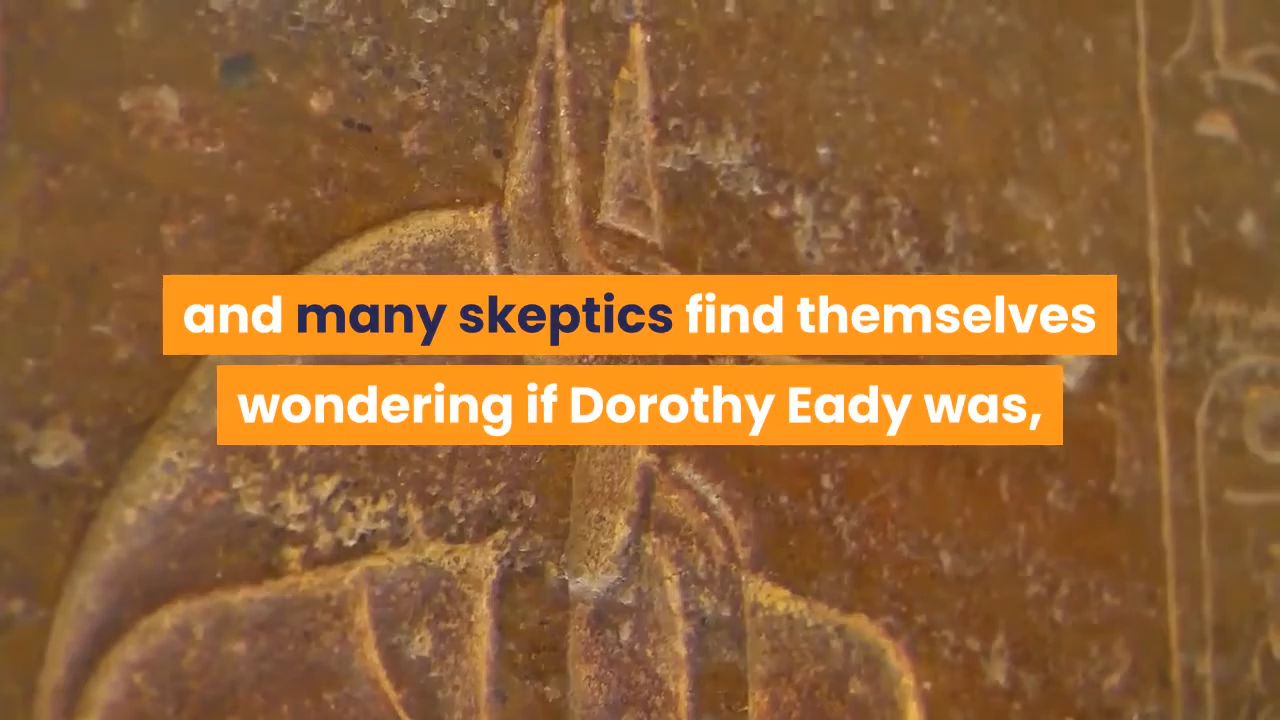 and many skeptics find themselves
wondering if Dorothy Eady was,